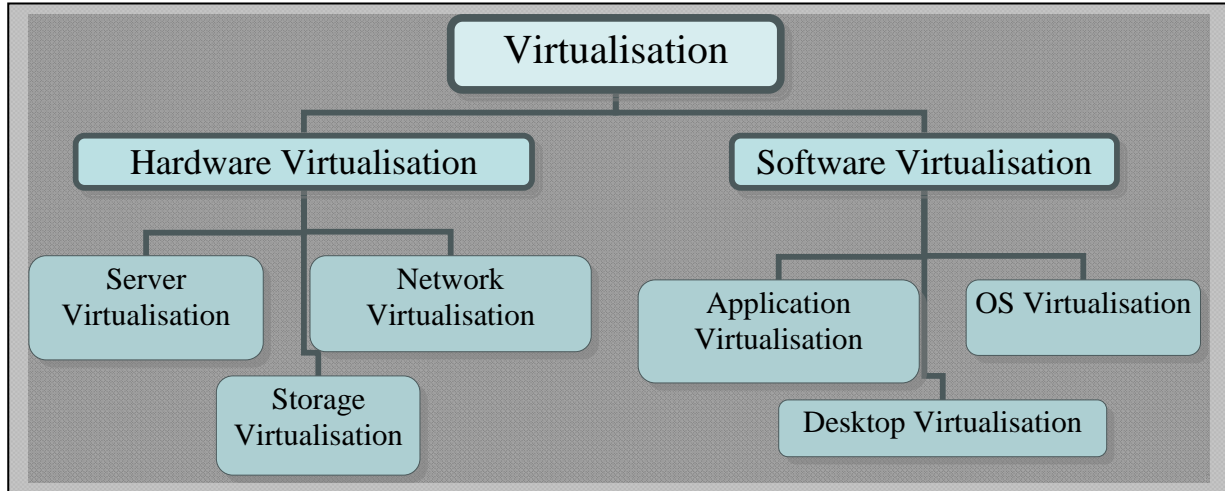 Virtualisation
Hardware Virtualisation
Software Virtualisation
Server
Virtualisation
Network
Virtualisation
Storage
Virtualisation
Application
Virtualisation
OS Virtualisation
Desktop Virtualisation